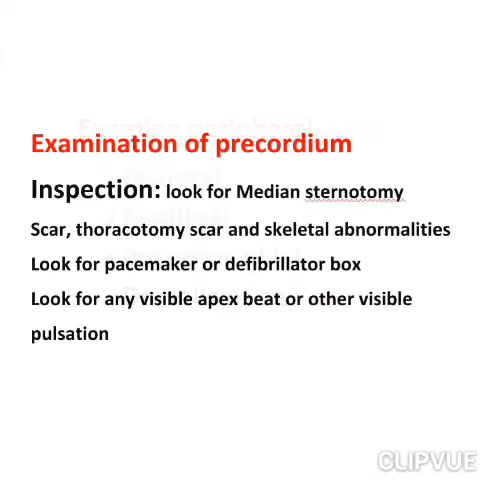 Examination of precordium
Inspection: look for Median sternotomy
Scar, thoracotomy scar and skeletal abnormalities
Look for pacemaker or defibrillator box
Look for any visible apex beat or other visible
pulsation
CLIPVUE